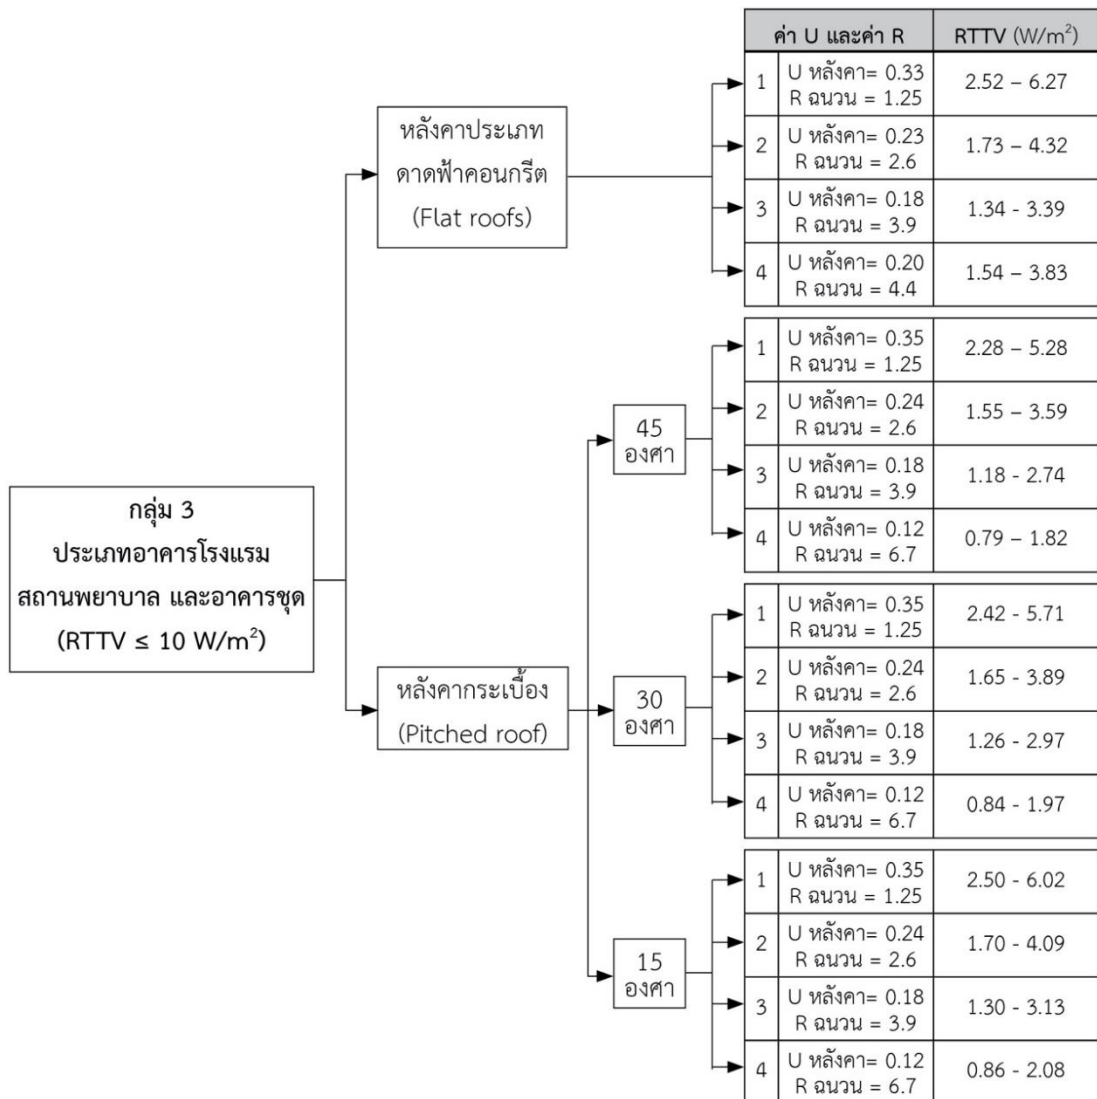 กลุ่ม 3
ประเภทอาคารโรงแรม
สถานพยาบาล และอาคารชุด
(RTTV ≤ 10 W/m²)
หลังคาประเภท
ดาดฟ้าคอนกรีต
(Flat roofs)
หลังคากระเบื้อง
(Pitched roof)
ค่า U และค่า R RTTV (W/m²)
1 U หลังคา= 0.33 2.52 – 6.27
R ฉนวน = 1.25
2 U หลังคา= 0.23 1.73 – 4.32
R ฉนวน = 2.6
3 U หลังคา= 0.18 1.34 - 3.39
R ฉนวน = 3.9
4 U หลังคา= 0.20 1.54 – 3.83
R ฉนวน = 4.4
45
องศา
1 U หลังคา= 0.35 2.28 – 5.28
R ฉนวน = 1.25
2 U หลังคา= 0.24 1.55 – 3.59
R ฉนวน = 2.6
3 U หลังคา= 0.18 1.18 - 2.74
R ฉนวน = 3.9
4 U หลังคา= 0.12 0.79 – 1.82
R ฉนวน = 6.7
30
องศา
1 U หลังคา= 0.35 2.42 - 5.71
R ฉนวน = 1.25
2 U หลังคา= 0.24 1.65 - 3.89
R ฉนวน = 2.6
3 U หลังคา= 0.18 1.26 - 2.97
R ฉนวน = 3.9
4 U หลังคา= 0.12 0.84 - 1.97
R ฉนวน = 6.7
15
องศา
1 U หลังคา= 0.35 2.50 - 6.02
R ฉนวน = 1.25
2 U หลังคา= 0.24 1.70 - 4.09
R ฉนวน = 2.6
3 U หลังคา= 0.18 1.30 - 3.13
R ฉนวน = 3.9
4 U หลังคา= 0.12 0.86 - 2.08
R ฉนวน = 6.7